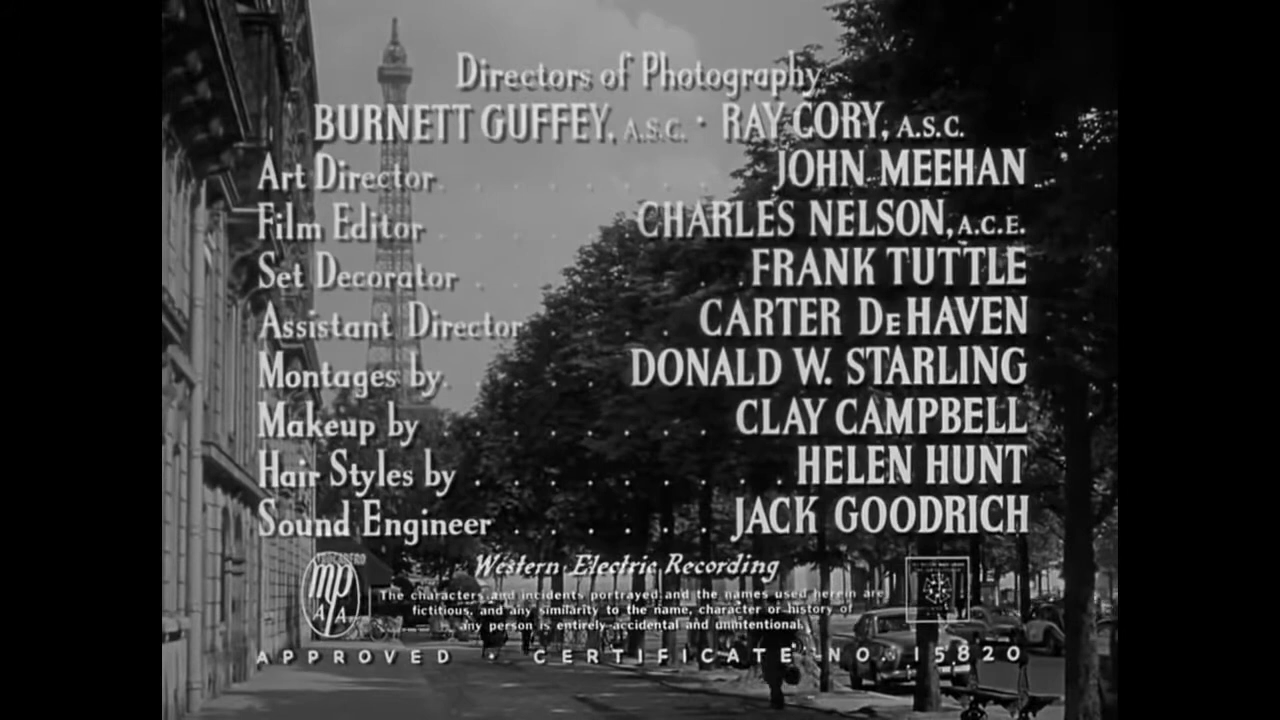 Directors of Photography
BURNETT GUFFEY, A.S.C. · RAY CORY, A.S.C.
Art Director . . . . . . JOHN MEEHAN
Film Editor . . . . CHARLES NELSON, A.C.E.
Set Decorator . . . . . . FRANK TUTTLE
Assistant Director . . . . CARTER DeHAVEN
Montages by . . . . DONALD W. STARLING
Makeup by . . . . . . . CLAY CAMPBELL
Hair Styles by . . . . . . . . HELEN HUNT
Sound Engineer . . . . . . JACK GOODRICH
Western Electric Recording
MPAA
The characters and incidents portrayed and the names used herein are
fictitious, and any similarity to the name, character or history of
any person is entirely accidental and unintentional.
APPROVED · CERTIFICATE NO. 15820